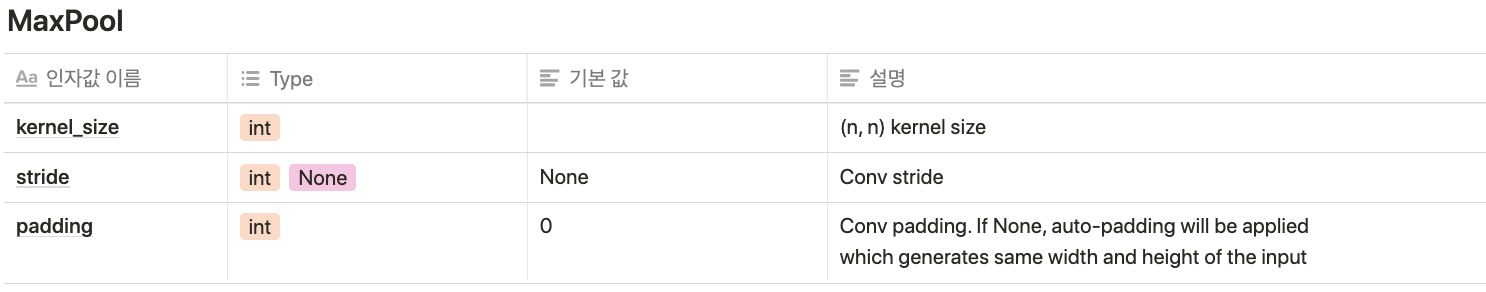 MaxPool
Aa 인자값 이름 Type 기본 값 설명
kernel_size int (n, n) kernel size
stride int None None Conv stride
padding int 0 Conv padding. If None, auto-padding will be applied
which generates same width and height of the input